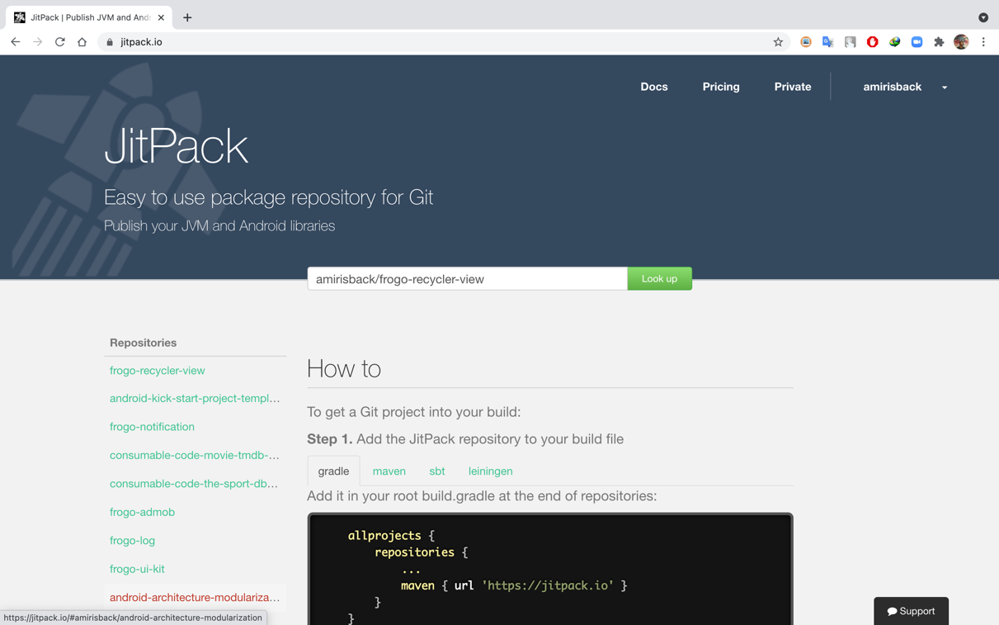 JitPack | Publish JVM and Andr
jitpack.io
Docs
Pricing
Private
amirisback
JitPack
Easy to use package repository for Git
Publish your JVM and Android libraries
amirisback/frogo-recycler-view
Look up
Repositories
frogo-recycler-view
android-kick-start-project-templ...
frogo-notification
consumable-code-movie-tmdb-...
consumable-code-the-sport-db...
frogo-admob
frogo-log
frogo-ui-kit
android-architecture-modulariza...
How to
To get a Git project into your build:
Step 1. Add the JitPack repository to your build file
gradle maven sbt leiningen
Add it in your root build.gradle at the end of repositories:
allprojects {
repositories {
...
maven { url 'https://jitpack.io' }
}
}
https://jitpack.io/#amirisback/android-architecture-modularization
Support